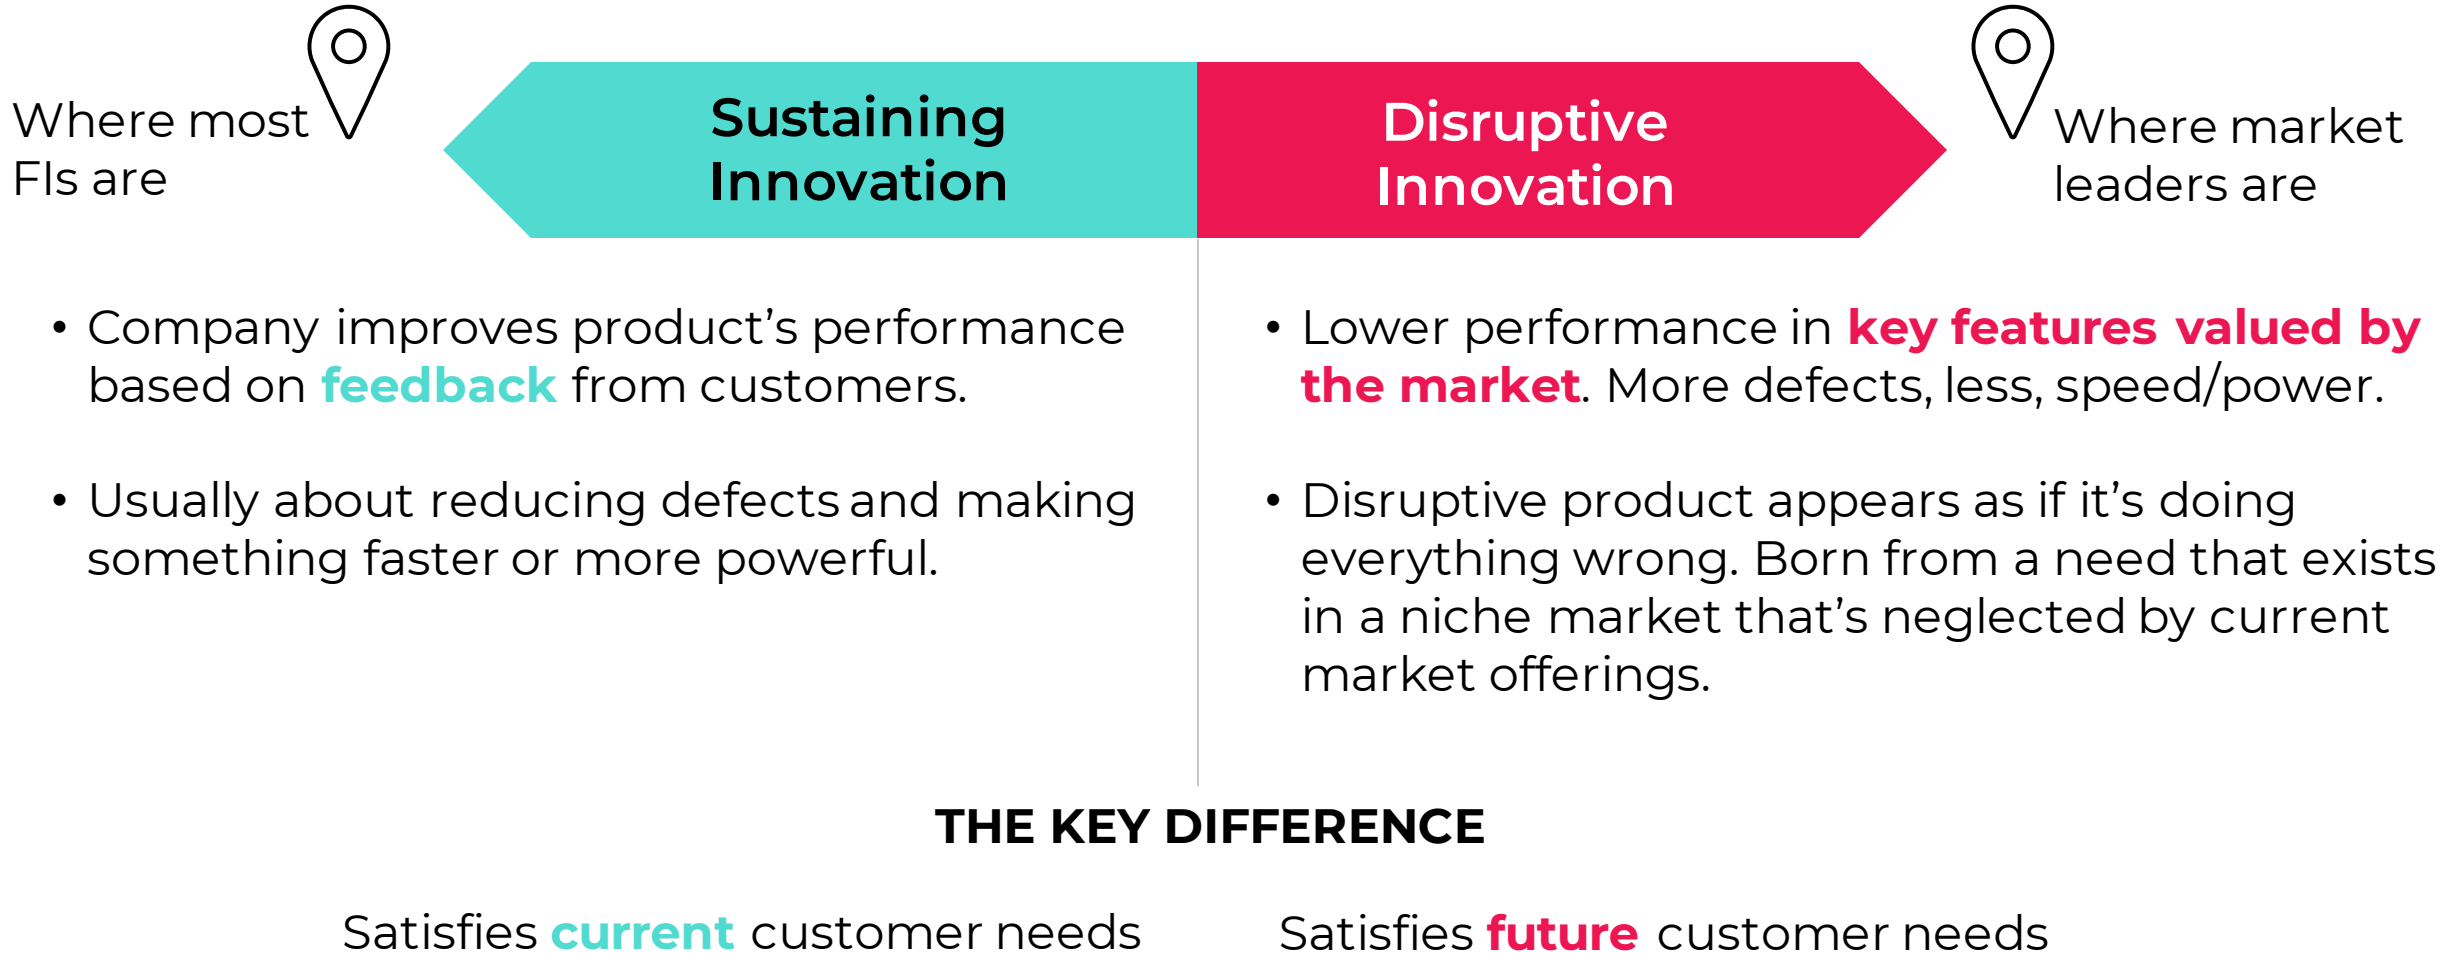 Where most
FIs are
Sustaining
Innovation
Disruptive
Innovation
Where market
leaders are
• Company improves product’s performance
based on feedback from customers.
• Usually about reducing defects and making
something faster or more powerful.
• Lower performance in key features valued by
the market. More defects, less, speed/power.
• Disruptive product appears as if it’s doing
everything wrong. Born from a need that exists
in a niche market that’s neglected by current
market offerings.
THE KEY DIFFERENCE
Satisfies current customer needs
Satisfies future customer needs